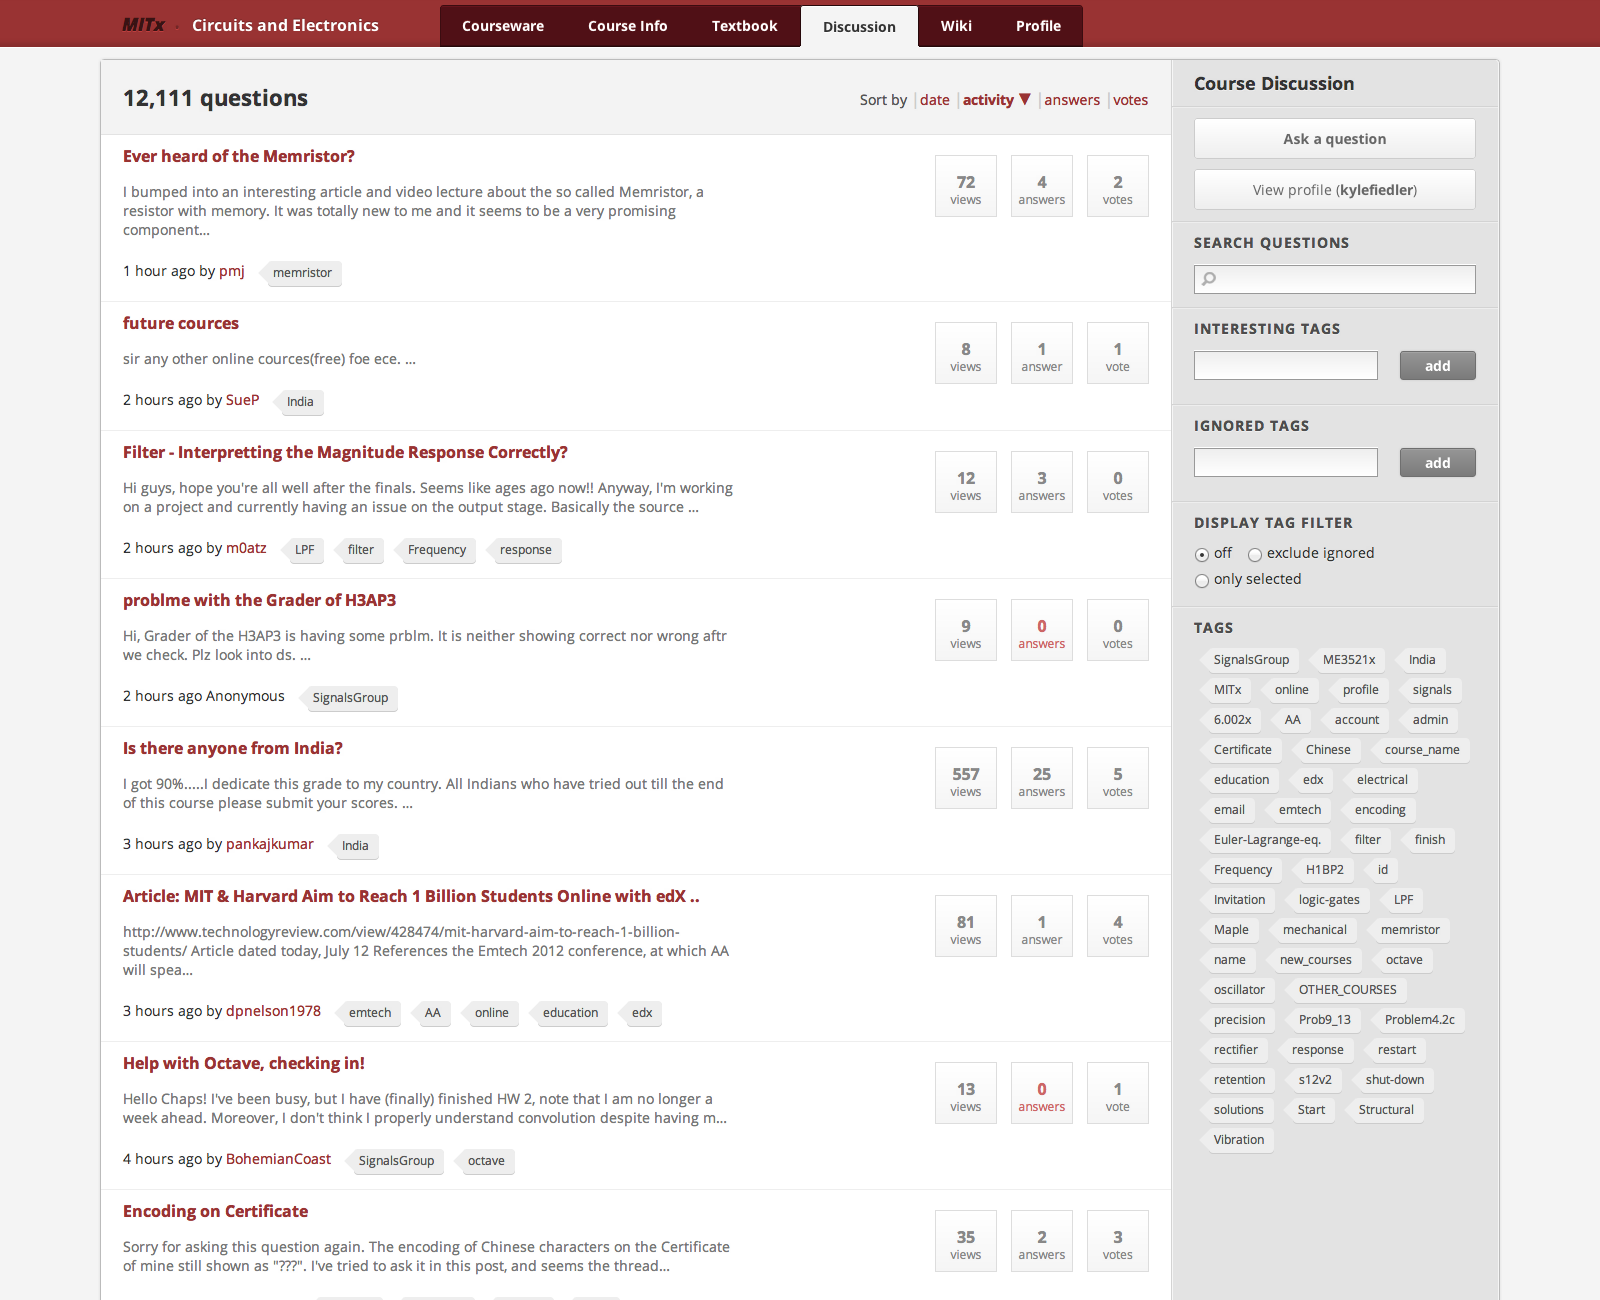 MITx · Circuits and Electronics
Courseware Course Info Textbook Discussion Wiki Profile
12,111 questions
Sort by date activity ▼ answers votes
Ever heard of the Memristor?
I bumped into an interesting article and video lecture about the so called Memristor, a
resistor with memory. It was totally new to me and it seems to be a very promising
component...
1 hour ago by pmj memristor
72 views 4 answers 2 votes
future cources
sir any other online cources(free) foe ece. ...
2 hours ago by SueP India
8 views 1 answer 1 vote
Filter - Interpretting the Magnitude Response Correctly?
Hi guys, hope you're all well after the finals. Seems like ages ago now!! Anyway, I'm working
on a project and currently having an issue on the output stage. Basically the source ...
2 hours ago by m0atz LPF filter Frequency response
12 views 3 answers 0 votes
problme with the Grader of H3AP3
Hi, Grader of the H3AP3 is having some prblm. It is neither showing correct nor wrong aftr
we check. Plz look into ds. ...
2 hours ago Anonymous SignalsGroup
9 views 0 answers 0 votes
Is there anyone from India?
I got 90%.....I dedicate this grade to my country. All Indians who have tried out till the end
of this course please submit your scores. ...
3 hours ago by pankajkumar India
557 views 25 answers 5 votes
Article: MIT & Harvard Aim to Reach 1 Billion Students Online with edX ..
http://www.technologyreview.com/view/428474/mit-harvard-aim-to-reach-1-billion-
students/ Article dated today, July 12 References the Emtech 2012 conference, at which AA
will spea...
3 hours ago by dpnelson1978 emtech AA online education edx
81 views 1 answer 4 votes
Help with Octave, checking in!
Hello Chaps! I've been busy, but I have (finally) finished HW 2, note that I am no longer a
week ahead. Moreover, I don't think I properly understand convolution despite having m...
4 hours ago by BohemianCoast SignalsGroup octave
13 views 0 answers 1 vote
Encoding on Certificate
Sorry for asking this question again. The encoding of Chinese characters on the Certificate
of mine still shown as "???". I've tried to ask it in this post, and seems the thread...
35 views 2 answers 3 votes
Course Discussion
Ask a question
View profile (kylefiedler)
SEARCH QUESTIONS
INTERESTING TAGS
add
IGNORED TAGS
add
DISPLAY TAG FILTER
off exclude ignored
only selected
TAGS
SignalsGroup ME3521x India
MITx online profile signals
6.002x AA account admin
Certificate Chinese course_name
education edx electrical
email emtech encoding
Euler-Lagrange-eq. filter finish
Frequency H1BP2 id
Invitation logic-gates LPF
Maple mechanical memristor
name new_courses octave
oscillator OTHER_COURSES
precision Prob9_13 Problem4.2c
rectifier response restart
retention s12v2 shut-down
solutions Start Structural
Vibration